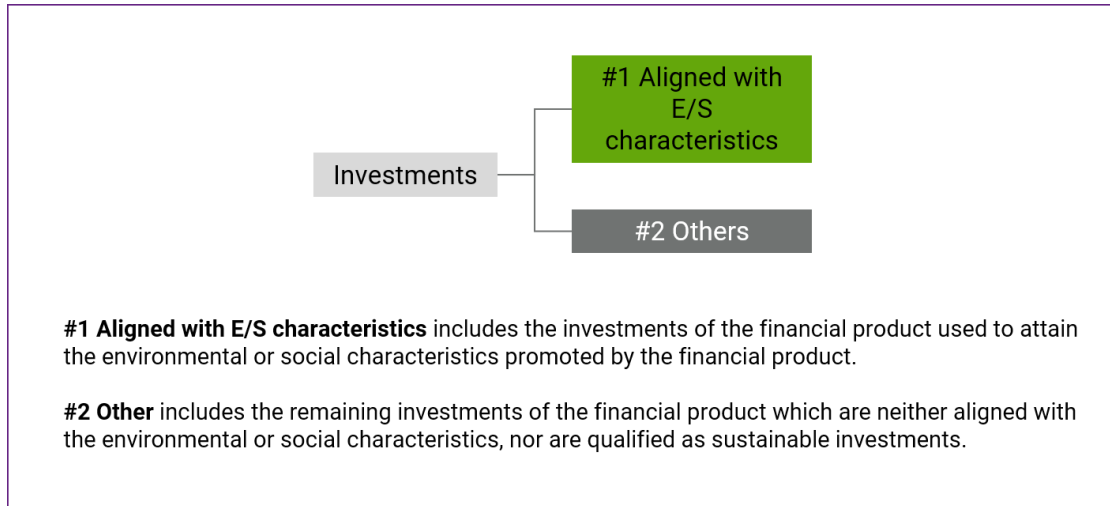 #1 Aligned with
E/S
characteristics
Investments
#2 Others
#1 Aligned with E/S characteristics includes the investments of the financial product used to attain
the environmental or social characteristics promoted by the financial product.
#2 Other includes the remaining investments of the financial product which are neither aligned with
the environmental or social characteristics, nor are qualified as sustainable investments.